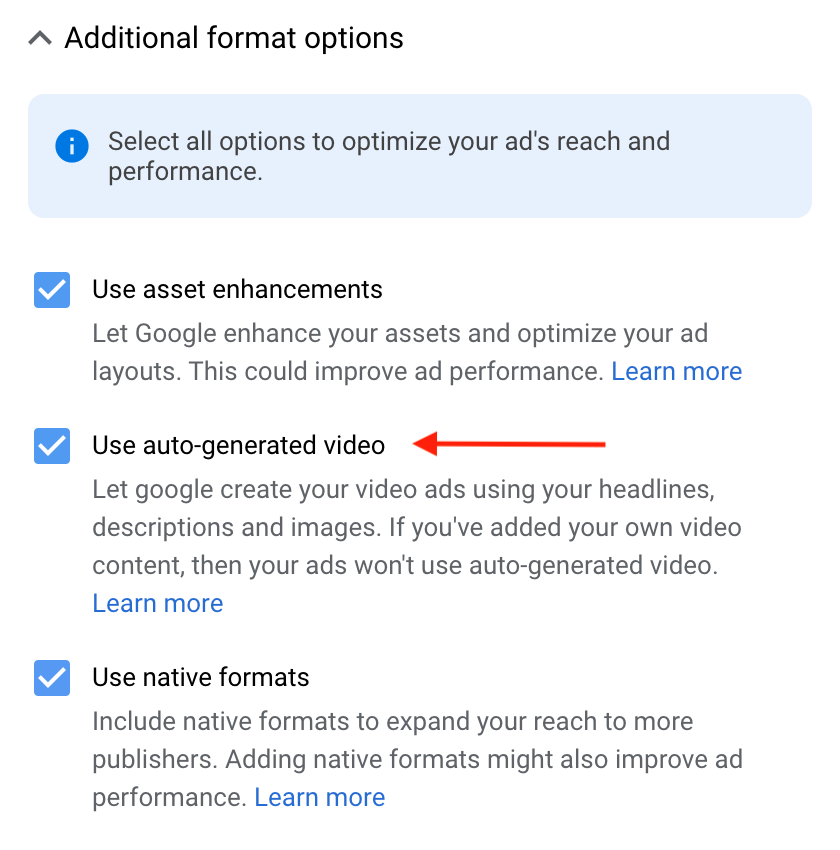 Additional format options
Select all options to optimize your ad's reach and
performance.
Use asset enhancements
Let Google enhance your assets and optimize your ad
layouts. This could improve ad performance. Learn more
Use auto-generated video
Let google create your video ads using your headlines,
descriptions and images. If you've added your own video
content, then your ads won't use auto-generated video.
Learn more
Use native formats
Include native formats to expand your reach to more
publishers. Adding native formats might also improve ad
performance. Learn more